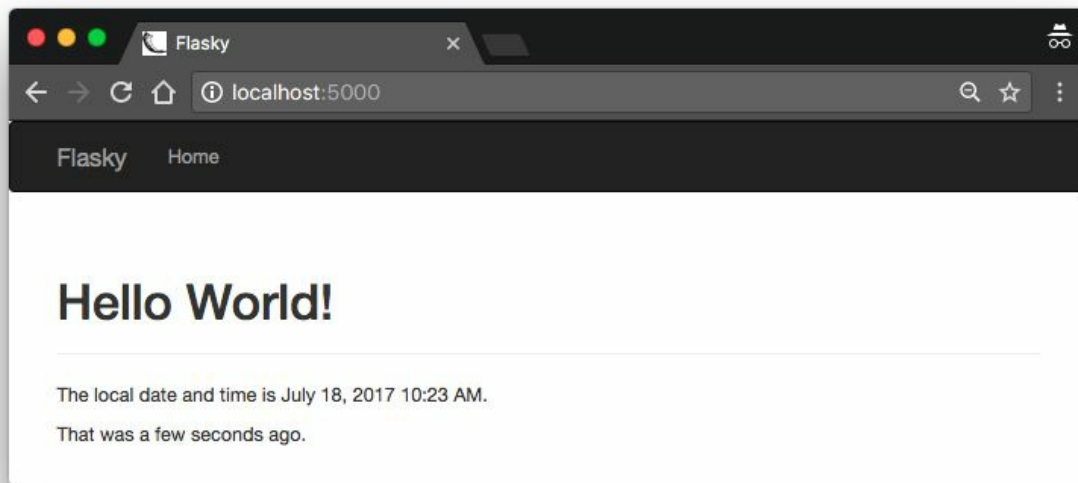 Flasky
localhost:5000
Flasky Home
Hello World!
The local date and time is July 18, 2017 10:23 AM.
That was a few seconds ago.